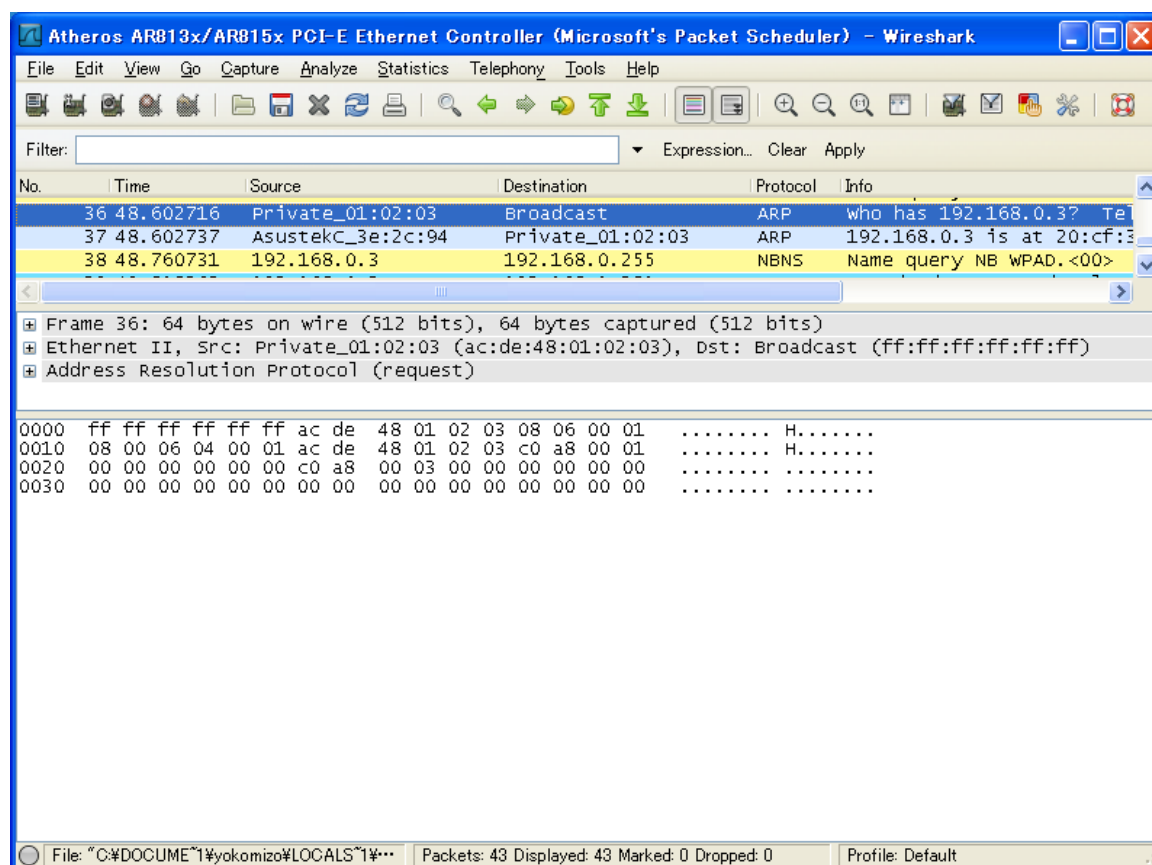 Atheros AR813x/AR815x PCI-E Ethernet Controller (Microsoft's Packet Scheduler) - Wireshark
File Edit View Go Capture Analyze Statistics Telephony Tools Help
Filter: Expression... Clear Apply
No. Time Source Destination Protocol Info
36 48.602716 Private_01:02:03 Broadcast ARP who has 192.168.0.3? Tel
37 48.602737 AsustekC_3e:2c:94 Private_01:02:03 ARP 192.168.0.3 is at 20:cf:3
38 48.760731 192.168.0.3 192.168.0.255 NBNS Name query NB WPAD.<00>
Frame 36: 64 bytes on wire (512 bits), 64 bytes captured (512 bits)
Ethernet II, Src: Private_01:02:03 (ac:de:48:01:02:03), Dst: Broadcast (ff:ff:ff:ff:ff:ff)
Address Resolution Protocol (request)
0000 ff ff ff ff ff ff ac de 48 01 02 03 08 06 00 01 ........ H.......
0010 08 00 06 04 00 01 ac de 48 01 02 03 c0 a8 00 01 ........ H.......
0020 00 00 00 00 00 00 c0 a8 00 03 00 00 00 00 00 00 ........ ........
0030 00 00 00 00 00 00 00 00 00 00 00 00 00 00 00 00 ........ ........
File: "C:¥DOCUME~1¥yokomizo¥LOCALS~1¥… Packets: 43 Displayed: 43 Marked: 0 Dropped: 0 Profile: Default